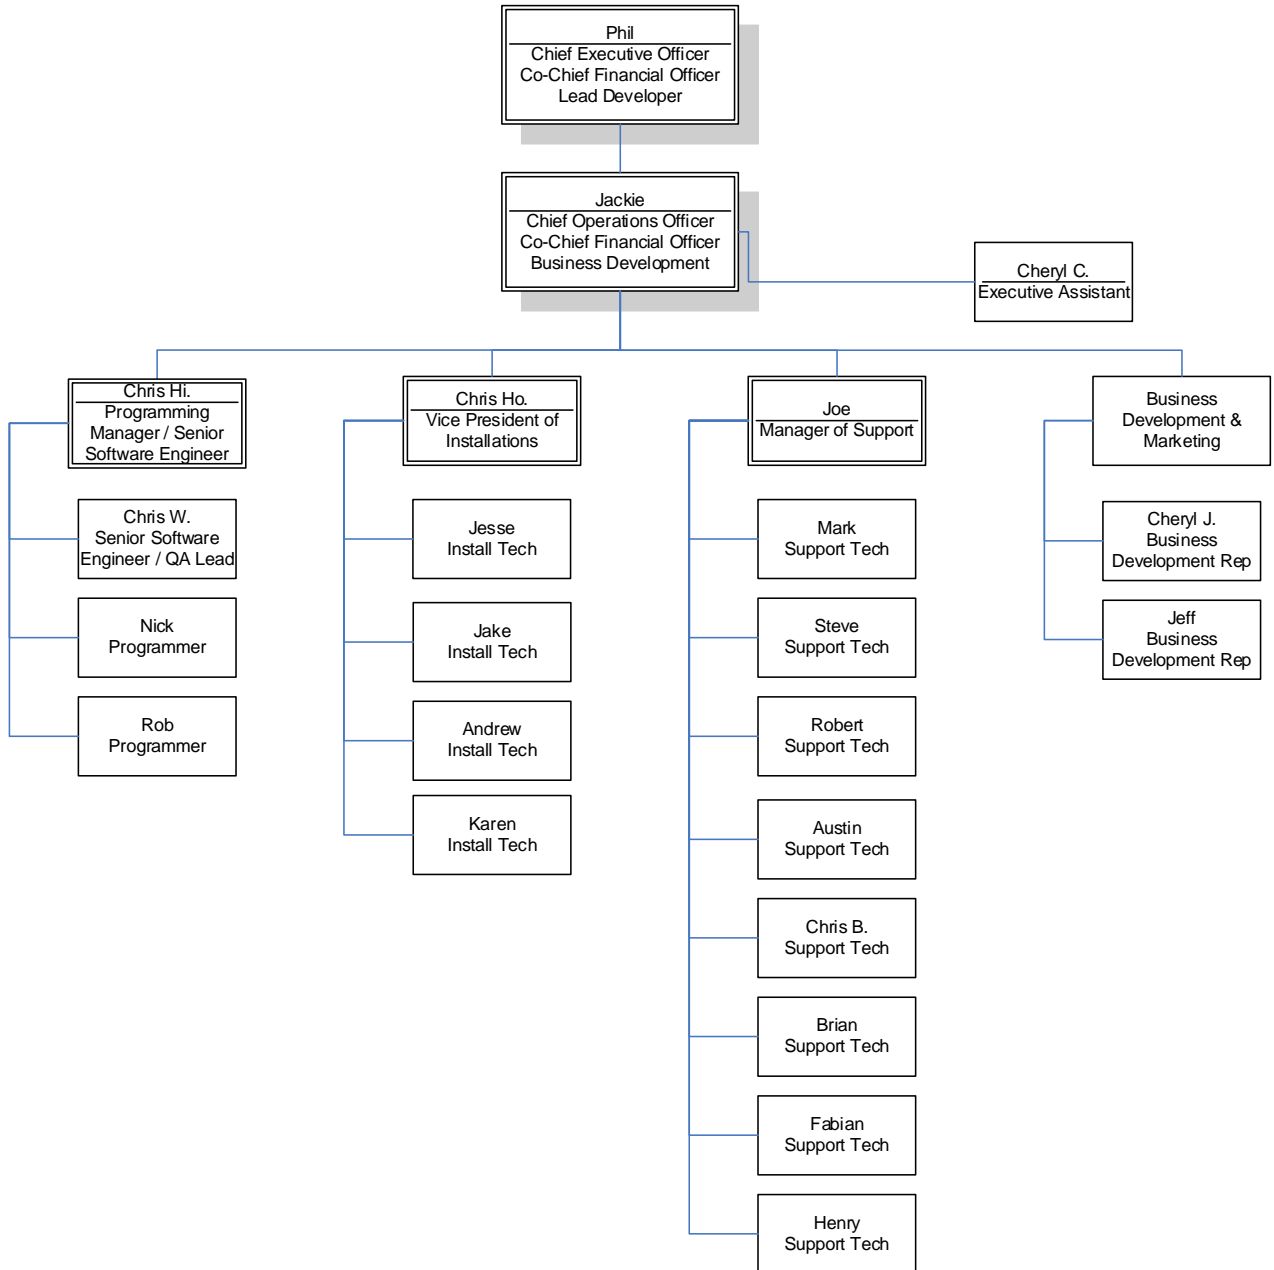 Phil
Chief Executive Officer
Co-Chief Financial Officer
Lead Developer
Jackie
Chief Operations Officer
Co-Chief Financial Officer
Business Development
Cheryl C.
Executive Assistant
Chris Hi.
Programming
Manager / Senior
Software Engineer
Chris Ho.
Vice President of
Installations
Joe
Manager of Support
Business
Development &
Marketing
Chris W.
Senior Software
Engineer / QA Lead
Nick
Programmer
Rob
Programmer
Jesse
Install Tech
Jake
Install Tech
Andrew
Install Tech
Karen
Install Tech
Mark
Support Tech
Steve
Support Tech
Robert
Support Tech
Austin
Support Tech
Chris B.
Support Tech
Brian
Support Tech
Fabian
Support Tech
Henry
Support Tech
Cheryl J.
Business
Development Rep
Jeff
Business
Development Rep